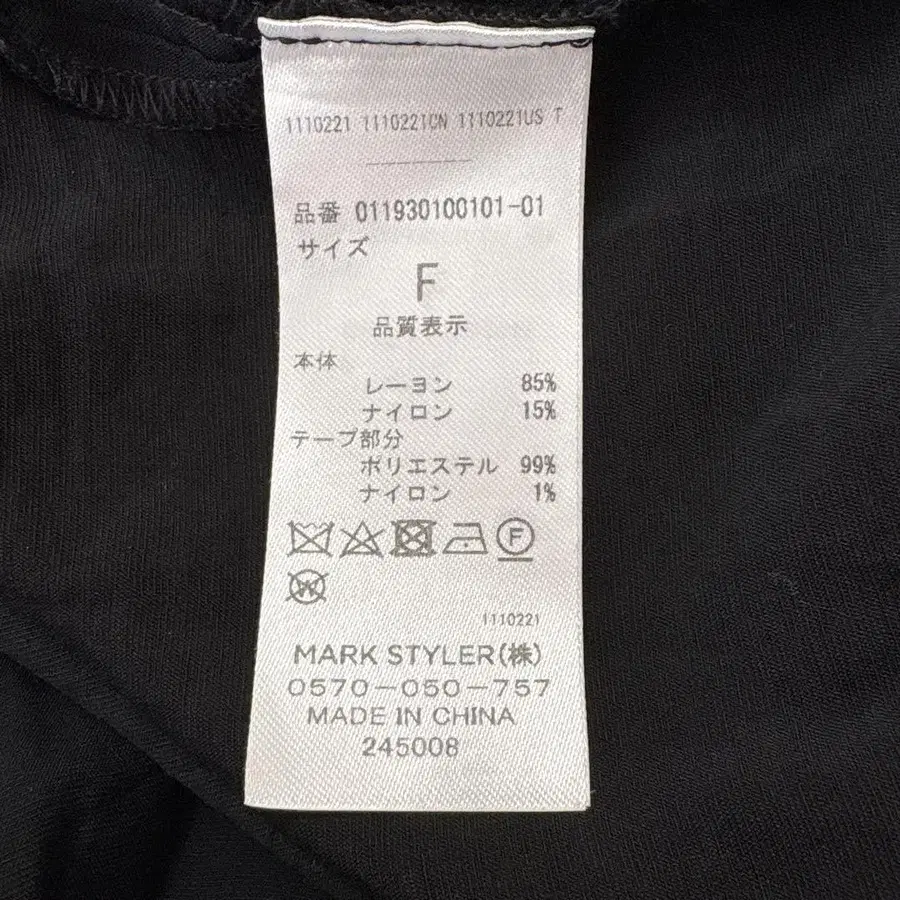 1110221 1110221CN 1110221US T
品番 011930100101-01
サイズ
F
品質表示
本体
レーヨン 85%
ナイロン 15%
テープ部分
ポリエステル 99%
ナイロン 1%
F
W
1110221
MARK STYLER(株)
0570-050-757
MADE IN CHINA
245008